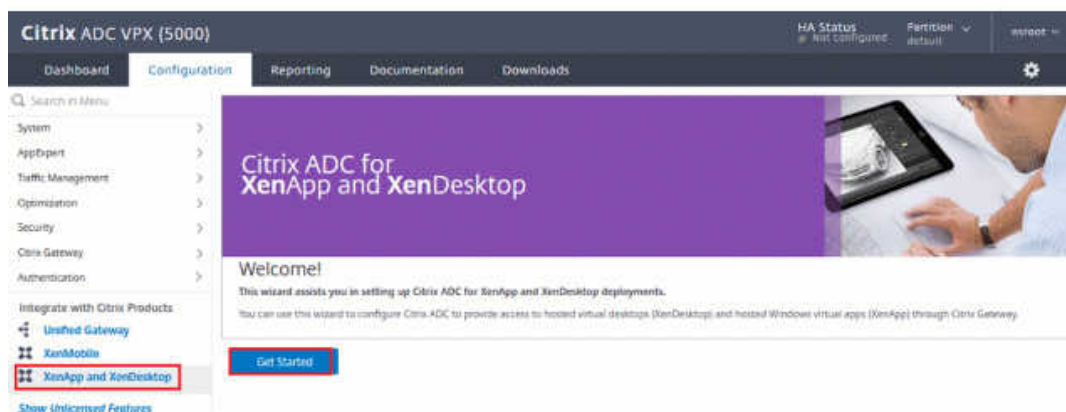 Citrix ADC VPX (5000)
HA Status
Not configured
Partition
default
nsroot
Dashboard
Configuration
Reporting
Documentation
Downloads
Search in Menu
System
AppExpert
Traffic Management
Optimization
Security
Citrix Gateway
Authentication
Integrate with Citrix Products
Unified Gateway
XenMobile
XenApp and XenDesktop
Show Unlicensed Features
Citrix ADC for
XenApp and XenDesktop
Welcome!
This wizard assists you in setting up Citrix ADC for XenApp and XenDesktop deployments.
You can use this wizard to configure Citrix ADC to provide access to hosted virtual desktops (XenDesktop) and hosted Windows virtual apps (XenApp) through Citrix Gateway.
Get Started